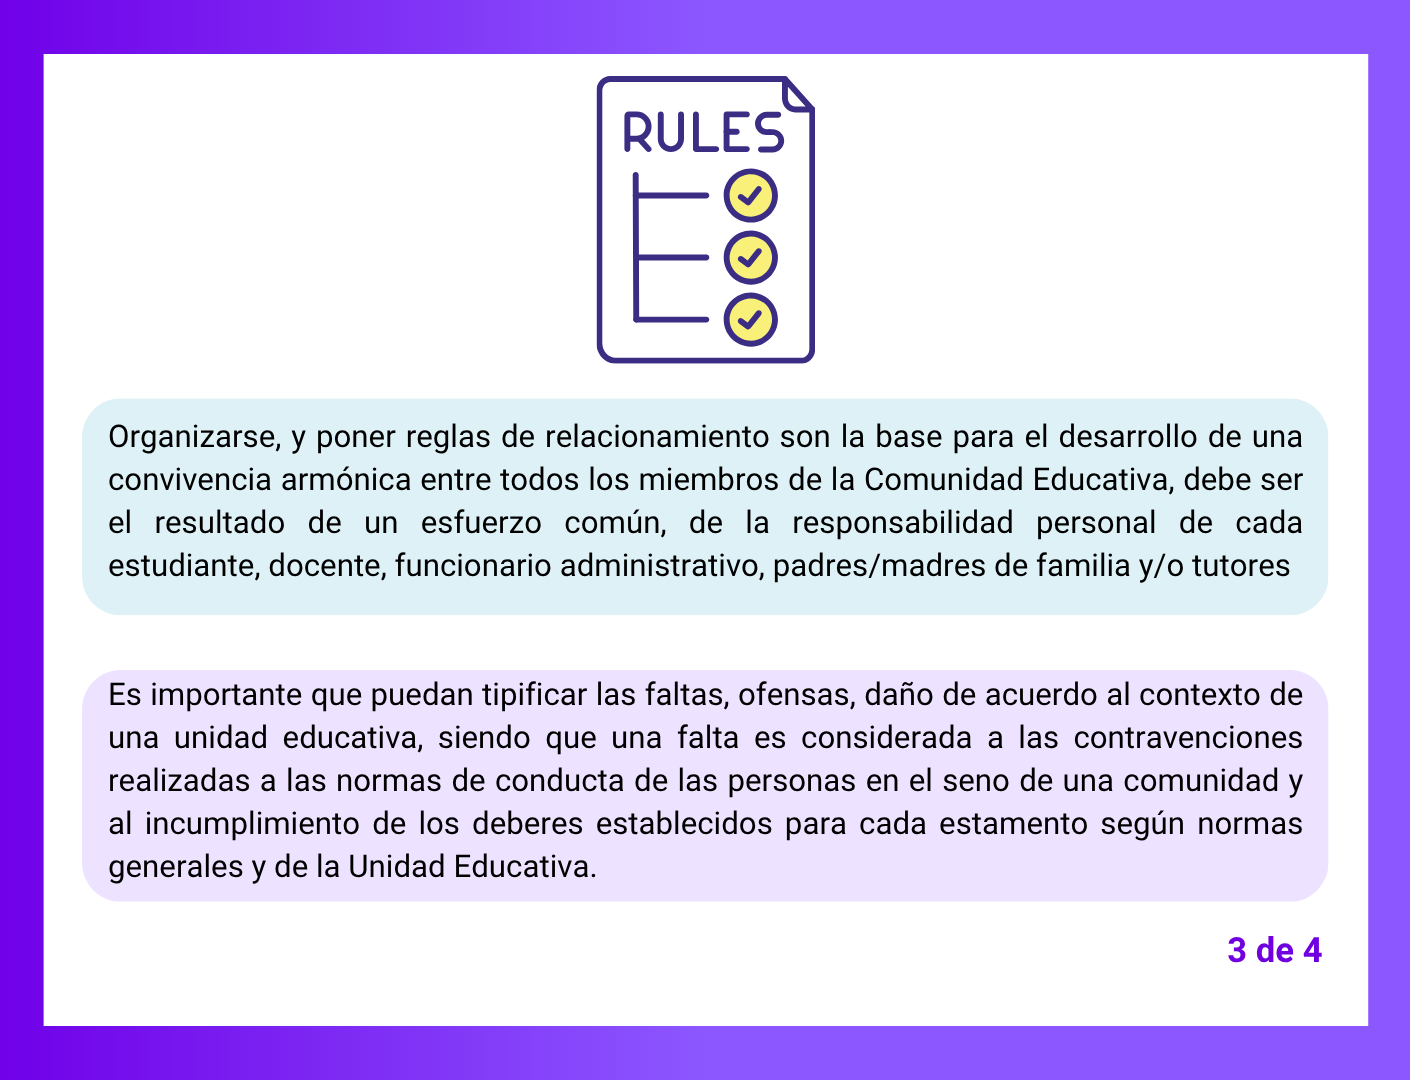 RULES
Organizarse, y poner reglas de relacionamiento son la base para el desarrollo de una
convivencia armónica entre todos los miembros de la Comunidad Educativa, debe ser
el resultado de un esfuerzo común, de la responsabilidad personal de cada
estudiante, docente, funcionario administrativo, padres/madres de familia y/o tutores
Es importante que puedan tipificar las faltas, ofensas, daño de acuerdo al contexto de
una unidad educativa, siendo que una falta es considerada a las contravenciones
realizadas a las normas de conducta de las personas en el seno de una comunidad y
al incumplimiento de los deberes establecidos para cada estamento según normas
generales y de la Unidad Educativa.
3 de 4